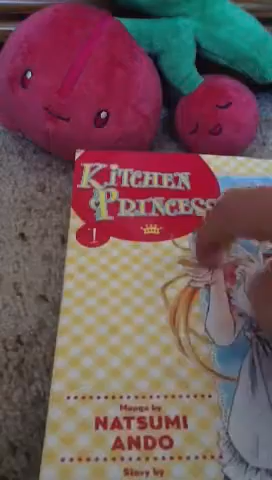 KITCHEN
PRINCESS
1
Manga by
NATSUMI
ANDO
Story by